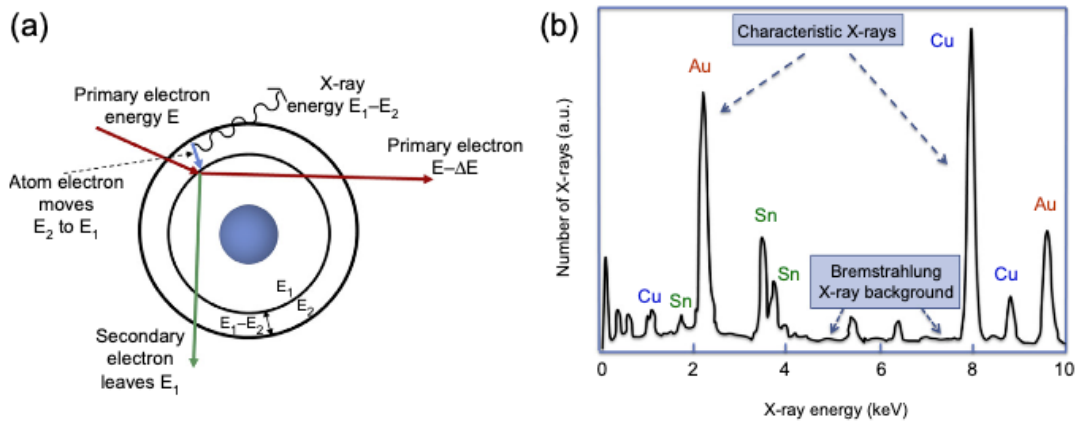 (a)
X-ray
energy E₁–E₂
Primary electron
energy E
Primary electron
E–ΔE
Atom electron
moves
E₂ to E₁
E₁
E₂
E₁–E₂
Secondary
electron
leaves E₁
(b)
Characteristic X-rays
Cu
Au
Sn
Sn
Au
Cu
Sn
Cu
Bremstrahlung
X-ray background
Number of X-rays (a.u.)
0 2 4 6 8 10
X-ray energy (keV)